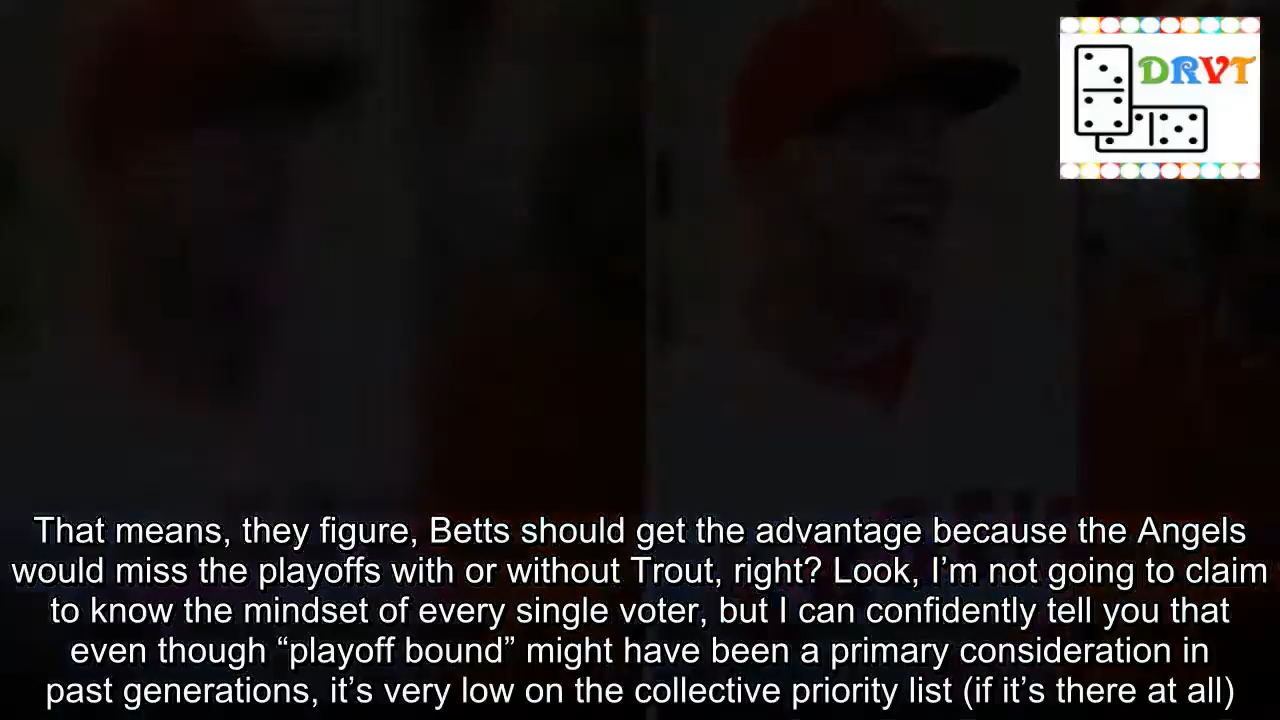 DRVT
That means, they figure, Betts should get the advantage because the Angels
would miss the playoffs with or without Trout, right? Look, I’m not going to claim
to know the mindset of every single voter, but I can confidently tell you that
even though “playoff bound” might have been a primary consideration in
past generations, it’s very low on the collective priority list (if it’s there at all)